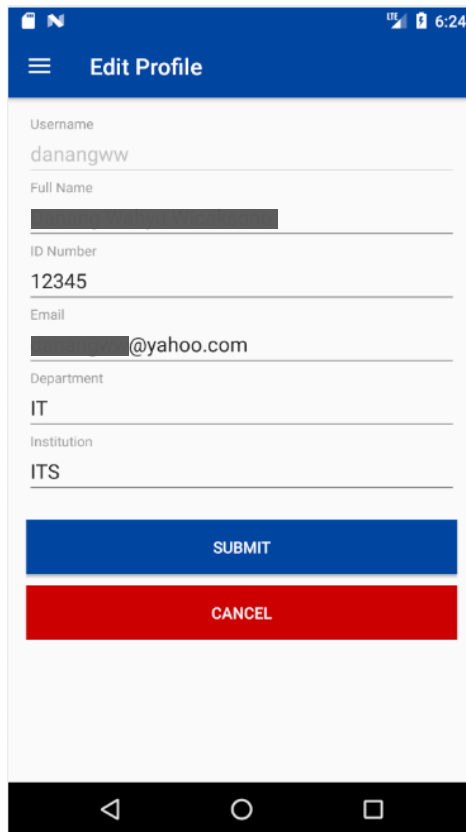 LTE 6:24
Edit Profile
Username
danangww
Full Name
ID Number
12345
Email
@yahoo.com
Department
IT
Institution
ITS
SUBMIT
CANCEL